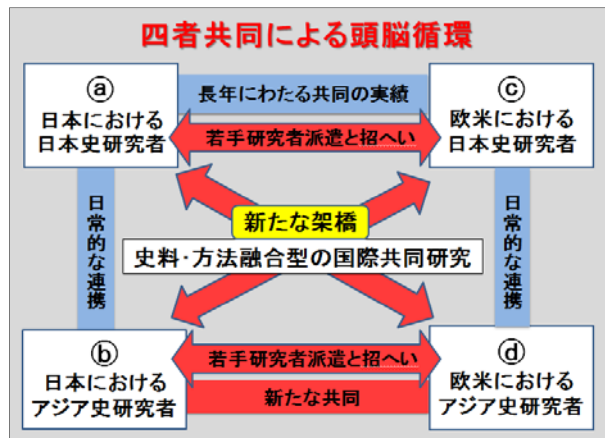 四者共同による頭脳循環
ⓐ
日本における
日本史研究者
長年にわたる共同の実績
若手研究者派遣と招へい
ⓒ
欧米における
日本史研究者
日常的な連携
新たな架橋
史料・方法融合型の国際共同研究
日常的な連携
ⓑ
日本における
アジア史研究者
若手研究者派遣と招へい
新たな共同
ⓓ
欧米における
アジア史研究者